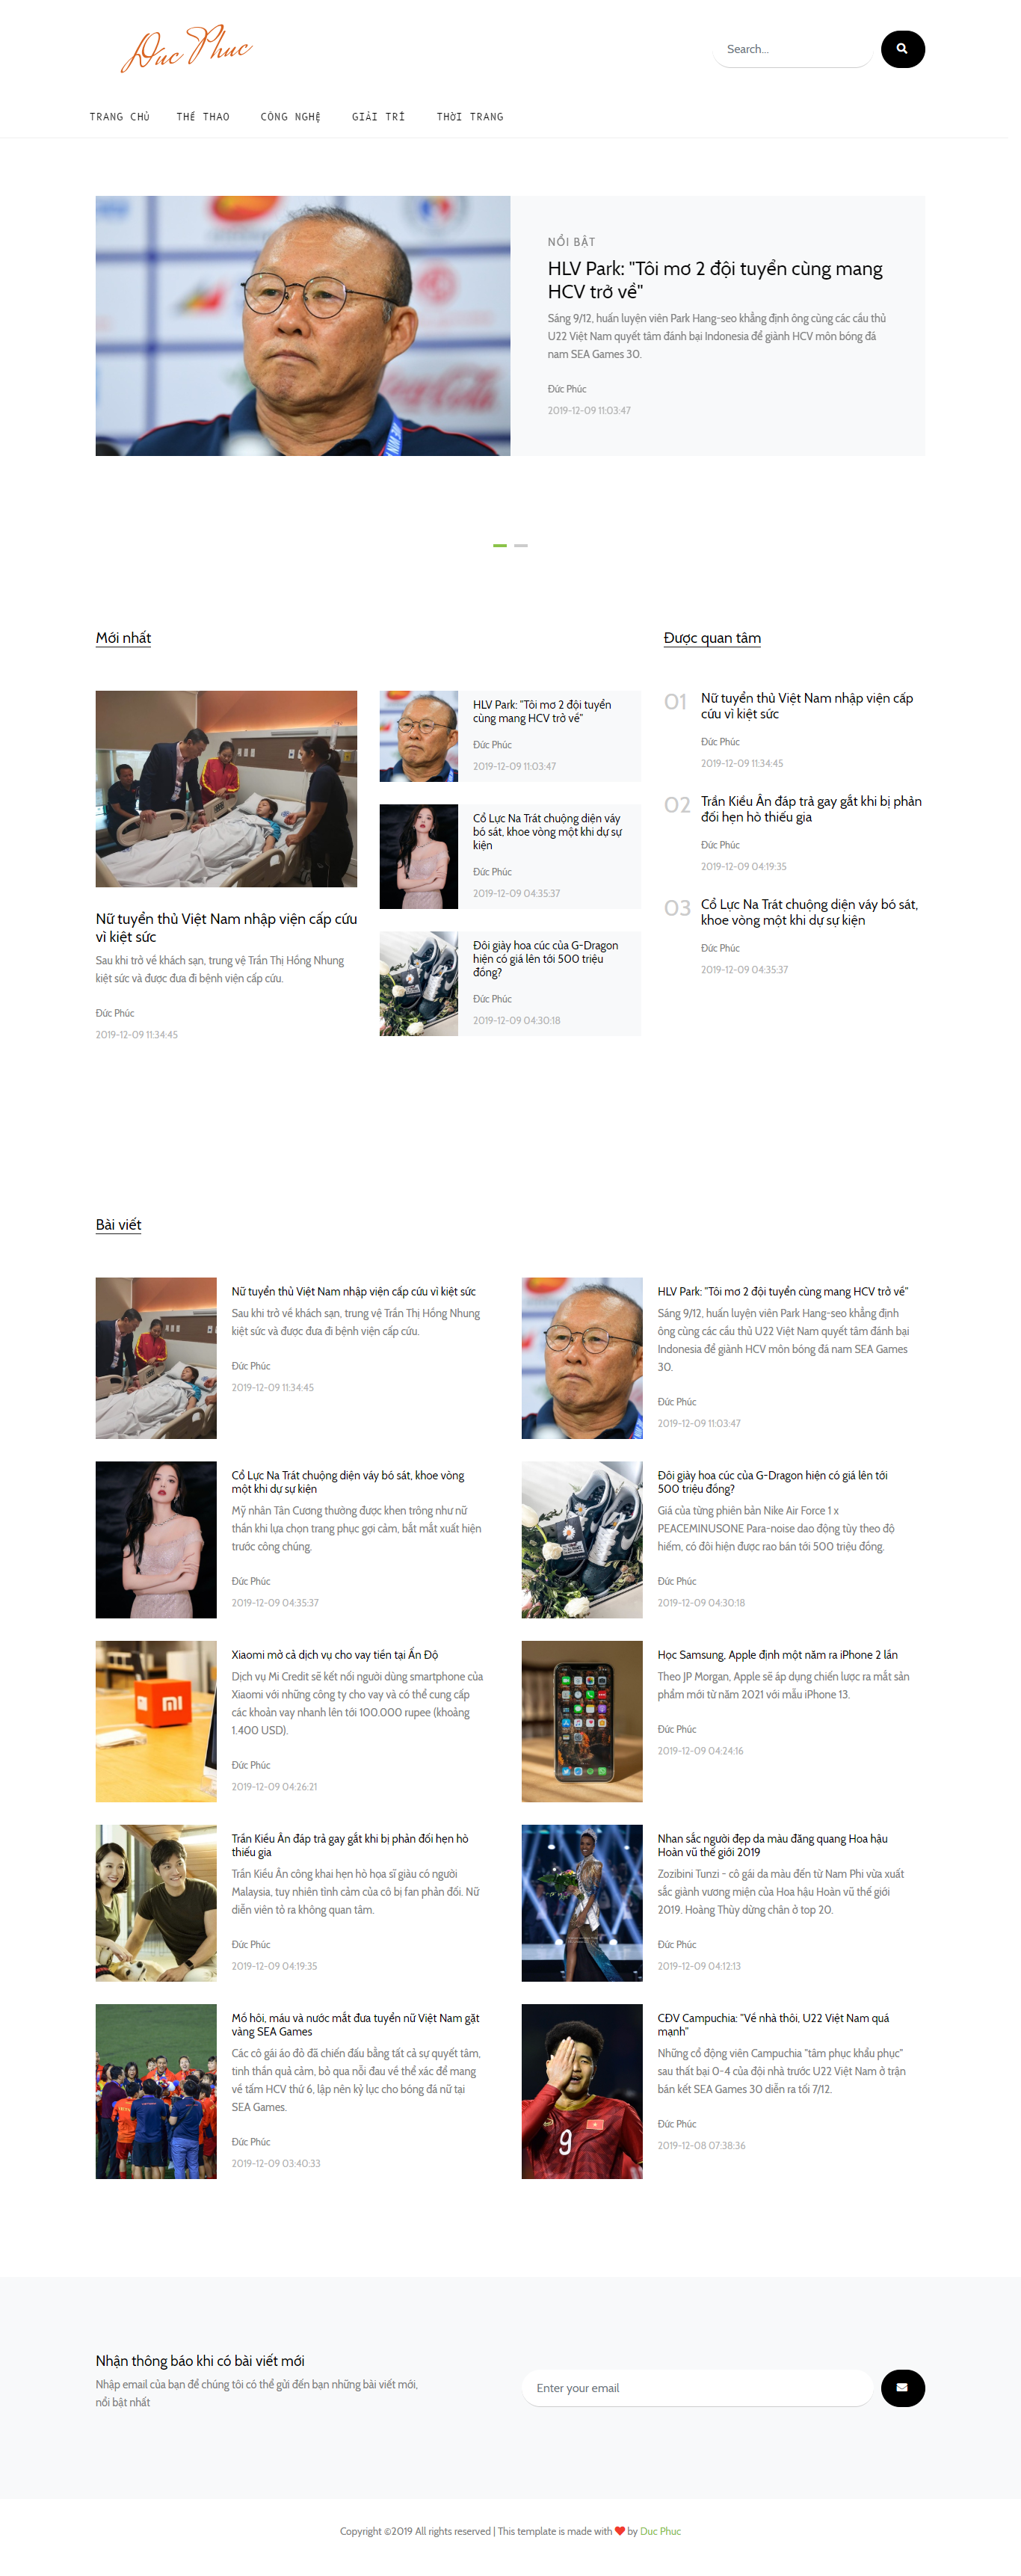 Duc Phuc
Search...
TRANG CHỦ
THỂ THAO
CÔNG NGHỆ
GIẢI TRÍ
THỜI TRANG
NỔI BẬT
HLV Park: "Tôi mơ 2 đội tuyển cùng mang
HCV trở về"
Sáng 9/12, huấn luyện viên Park Hang-seo khẳng định ông cùng các cầu thủ
U22 Việt Nam quyết tâm đánh bại Indonesia để giành HCV môn bóng đá
nam SEA Games 30.
Đức Phúc
2019-12-09 11:03:47
Mới nhất
Nữ tuyển thủ Việt Nam nhập viện cấp cứu
vì kiệt sức
Sau khi trở về khách sạn, trung vệ Trần Thị Hồng Nhung
kiệt sức và được đưa đi bệnh viện cấp cứu.
Đức Phúc
2019-12-09 11:34:45
HLV Park: "Tôi mơ 2 đội tuyển
cùng mang HCV trở về"
Đức Phúc
2019-12-09 11:03:47
Cổ Lực Na Trát chuộng diện váy
bó sát, khoe vòng một khi dự sự
kiện
Đức Phúc
2019-12-09 04:35:37
Đôi giày hoa cúc của G-Dragon
hiện có giá lên tới 500 triệu
đồng?
Đức Phúc
2019-12-09 04:30:18
Được quan tâm
01
Nữ tuyển thủ Việt Nam nhập viện cấp
cứu vì kiệt sức
Đức Phúc
2019-12-09 11:34:45
02
Trần Kiều Ân đáp trả gay gắt khi bị phản
đối hẹn hò thiếu gia
Đức Phúc
2019-12-09 04:19:35
03
Cổ Lực Na Trát chuộng diện váy bó sát,
khoe vòng một khi dự sự kiện
Đức Phúc
2019-12-09 04:35:37
Bài viết
Nữ tuyển thủ Việt Nam nhập viện cấp cứu vì kiệt sức
Sau khi trở về khách sạn, trung vệ Trần Thị Hồng Nhung
kiệt sức và được đưa đi bệnh viện cấp cứu.
Đức Phúc
2019-12-09 11:34:45
HLV Park: "Tôi mơ 2 đội tuyển cùng mang HCV trở về"
Sáng 9/12, huấn luyện viên Park Hang-seo khẳng định
ông cùng các cầu thủ U22 Việt Nam quyết tâm đánh bại
Indonesia để giành HCV môn bóng đá nam SEA Games
30.
Đức Phúc
2019-12-09 11:03:47
Cổ Lực Na Trát chuộng diện váy bó sát, khoe vòng
một khi dự sự kiện
Mỹ nhân Tân Cương thường được khen trông như nữ
thần khi lựa chọn trang phục gợi cảm, bắt mắt xuất hiện
trước công chúng.
Đức Phúc
2019-12-09 04:35:37
Đôi giày hoa cúc của G-Dragon hiện có giá lên tới
500 triệu đồng?
Giá của từng phiên bản Nike Air Force 1 x
PEACEMINUSONE Para-noise dao động tùy theo độ
hiếm, có đôi hiện được rao bán tới 500 triệu đồng.
Đức Phúc
2019-12-09 04:30:18
Xiaomi mở cả dịch vụ cho vay tiền tại Ấn Độ
Dịch vụ Mi Credit sẽ kết nối người dùng smartphone của
Xiaomi với những công ty cho vay và có thể cung cấp
các khoản vay nhanh lên tới 100.000 rupee (khoảng
1.400 USD).
Đức Phúc
2019-12-09 04:26:21
Học Samsung, Apple định một năm ra iPhone 2 lần
Theo JP Morgan, Apple sẽ áp dụng chiến lược ra mắt sản
phẩm mới từ năm 2021 với mẫu iPhone 13.
Đức Phúc
2019-12-09 04:24:16
Trần Kiều Ân đáp trả gay gắt khi bị phản đối hẹn hò
thiếu gia
Trần Kiều Ân công khai hẹn hò họa sĩ giàu có người
Malaysia, tuy nhiên tình cảm của cô bị fan phản đối. Nữ
diễn viên tỏ ra không quan tâm.
Đức Phúc
2019-12-09 04:19:35
Nhan sắc người đẹp da màu đăng quang Hoa hậu
Hoàn vũ thế giới 2019
Zozibini Tunzi - cô gái da màu đến từ Nam Phi vừa xuất
sắc giành vương miện của Hoa hậu Hoàn vũ thế giới
2019. Hoàng Thùy dừng chân ở top 20.
Đức Phúc
2019-12-09 04:12:13
Mồ hôi, máu và nước mắt đưa tuyển nữ Việt Nam gặt
vàng SEA Games
Các cô gái áo đỏ đã chiến đấu bằng tất cả sự quyết tâm,
tinh thần quả cảm, bỏ qua nỗi đau về thể xác để mang
về tấm HCV thứ 6, lập nên kỷ lục cho bóng đá nữ tại
SEA Games.
Đức Phúc
2019-12-09 03:40:33
CĐV Campuchia: "Về nhà thôi, U22 Việt Nam quá
mạnh"
Những cổ động viên Campuchia "tâm phục khẩu phục"
sau thất bại 0-4 của đội nhà trước U22 Việt Nam ở trận
bán kết SEA Games 30 diễn ra tối 7/12.
Đức Phúc
2019-12-08 07:38:36
Nhận thông báo khi có bài viết mới
Nhập email của bạn để chúng tôi có thể gửi đến bạn những bài viết mới,
nổi bật nhất
Enter your email
Copyright ©2019 All rights reserved | This template is made with ❤ by Duc Phuc